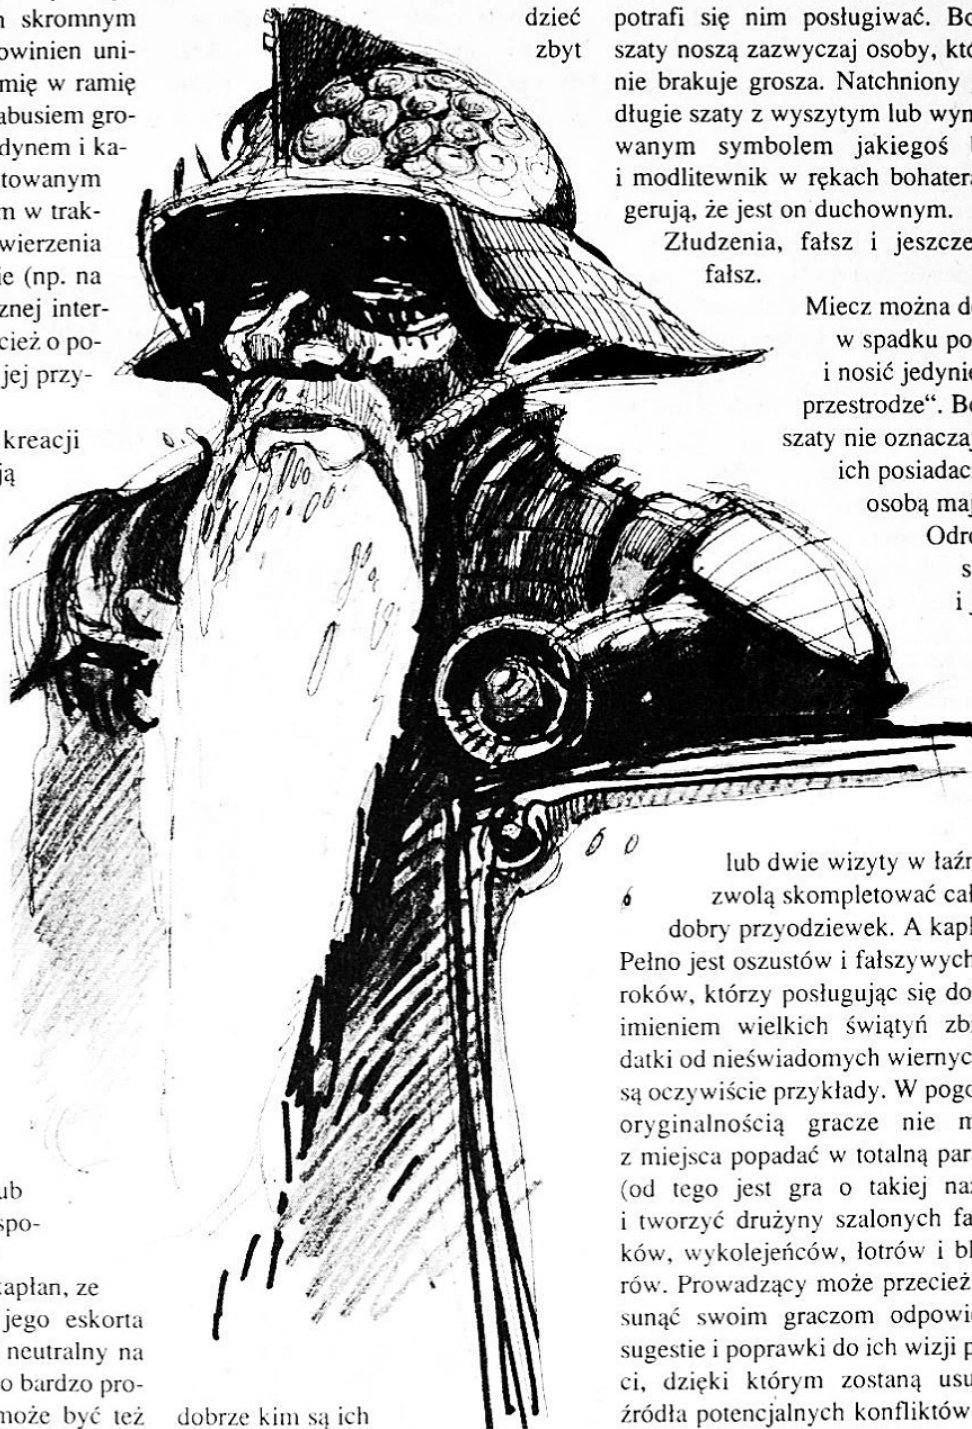 n skromnym
owinien uni-
mię w ramię
abusiem gro-
dynem i ka-
towanym
m w trak-
wierzenia
ie (np. na
znej inter-
cież o po-
jej przy-
kreacji
ją
ub
spo-
kapłan, ze
jego eskorta
neutralny na
o bardzo pro-
może być też
dzieć
zbyt
dobrze kim są ich
potrafi się nim posługiwać. Bo
szaty noszą zazwyczaj osoby, któ
nie brakuje grosza. Natchniony
długie szaty z wyszytym lub wym
wanym symbolem jakiegoś b
i modlitewnik w rękach bohatera
gerują, że jest on duchownym.
Złudzenia, fałsz i jeszcze
fałsz.
Miecz można do
w spadku po
i nosić jedynie
przestrodze“. Bo
szaty nie oznaczaj
ich posiadac
osobą maj
Odro
s
i j
lub dwie wizyty w łaźn
zwolą skompletować cał
dobry przyodziewek. A kapł
Pełno jest oszustów i fałszywych
roków, którzy posługując się do
imieniem wielkich świątyń zbi
datki od nieświadomych wiernyc
są oczywiście przykłady. W pogo
oryginalnością gracze nie m
z miejsca popadać w totalną para
(od tego jest gra o takiej naz
i tworzyć drużyny szalonych fa
ków, wykolejeńców, łotrów i bl
rów. Prowadzący może przecież
sunąć swoim graczom odpowie
sugestie i poprawki do ich wizji p
ci, dzięki którym zostaną usu
źródła potencjalnych konfliktów